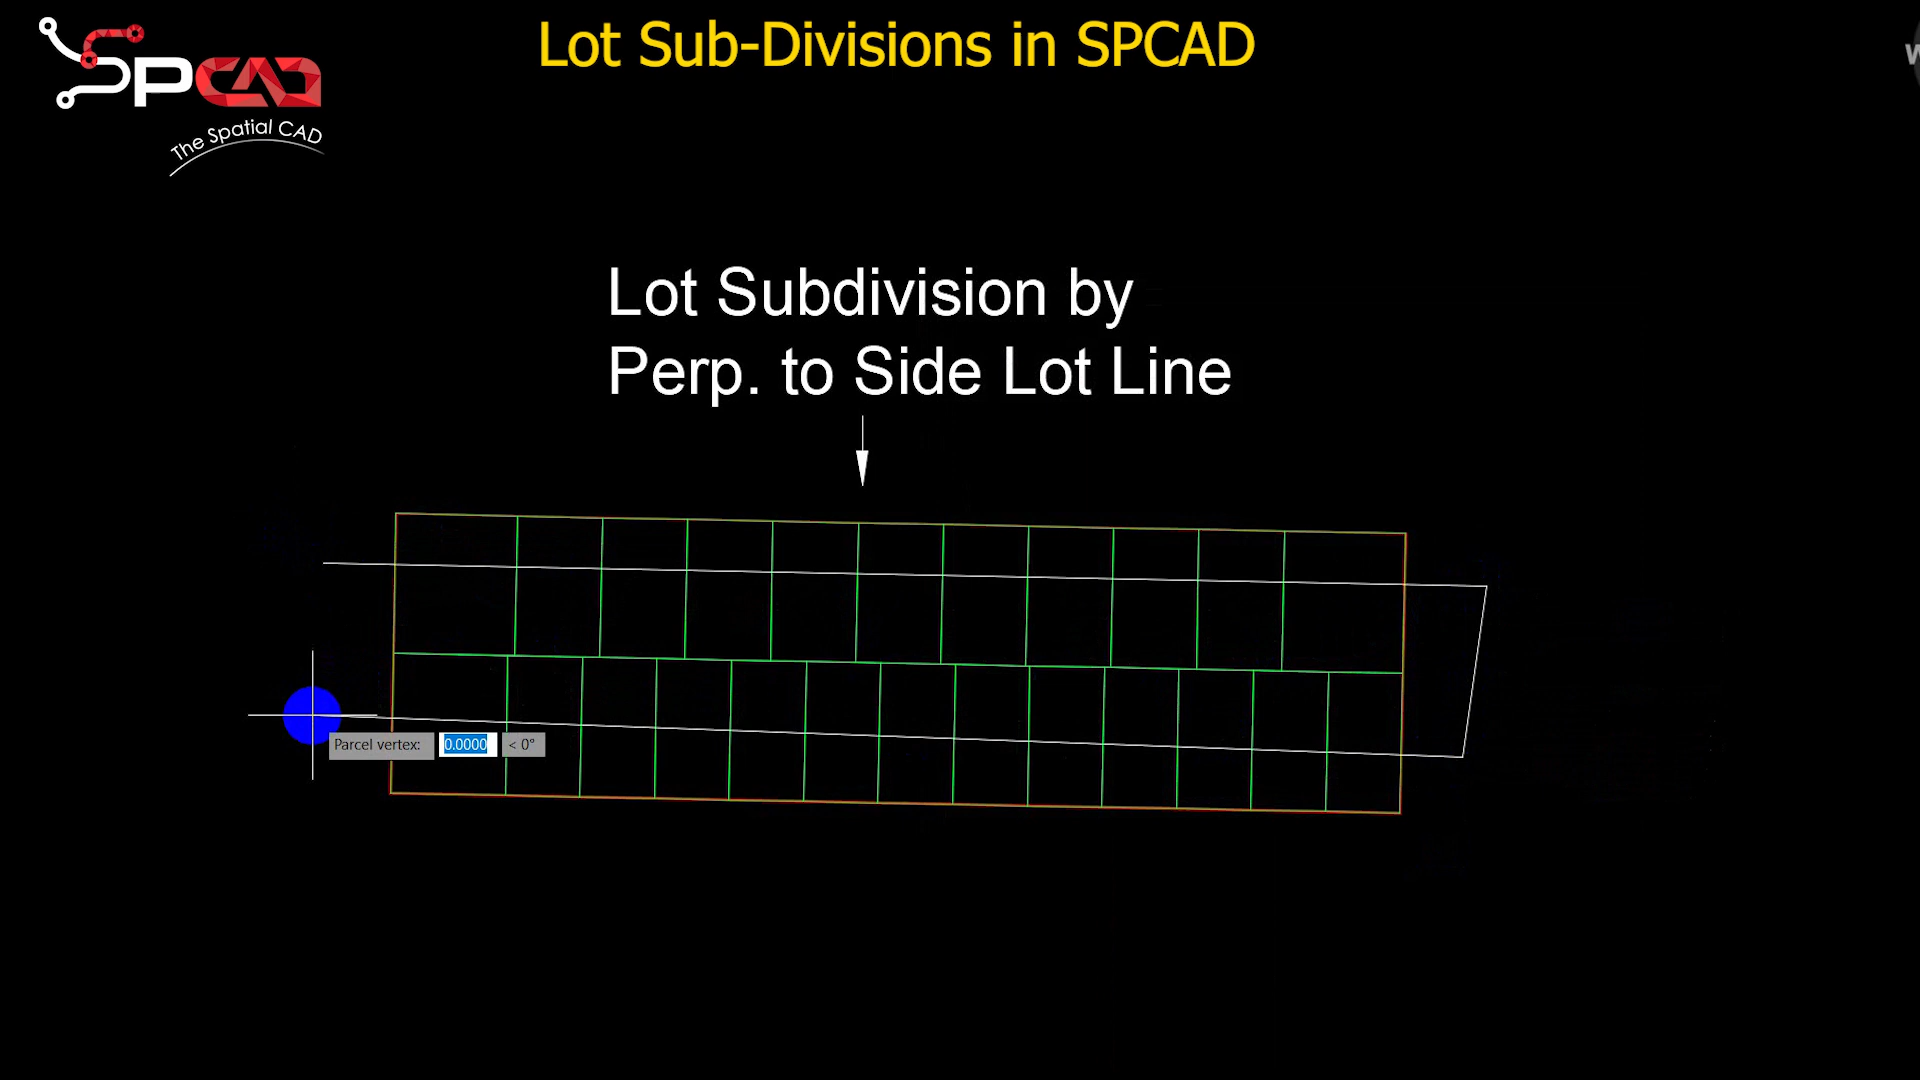 Lot Sub-Divisions in SPCAD
SPCAD
The Spatial CAD
Lot Subdivision by
Perp. to Side Lot Line
Parcel vertex: 0.0000 < 0°